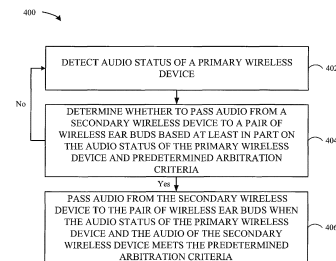 400
DETECT AUDIO STATUS OF A PRIMARY WIRELESS
DEVICE
402
No
DETERMINE WHETHER TO PASS AUDIO FROM A
SECONDARY WIRELESS DEVICE TO A PAIR OF
WIRELESS EAR BUDS BASED AT LEAST IN PART ON
THE AUDIO STATUS OF THE PRIMARY WIRELESS
DEVICE AND PREDETERMINED ARBITRATION
CRITERIA
404
Yes
PASS AUDIO FROM THE SECONDARY WIRELESS
DEVICE TO THE PAIR OF WIRELESS EAR BUDS WHEN
THE AUDIO STATUS OF THE PRIMARY WIRELESS
DEVICE AND THE AUDIO OF THE SECONDARY
WIRELESS DEVICE MEETS THE PREDETERMINED
ARBITRATION CRITERIA
406